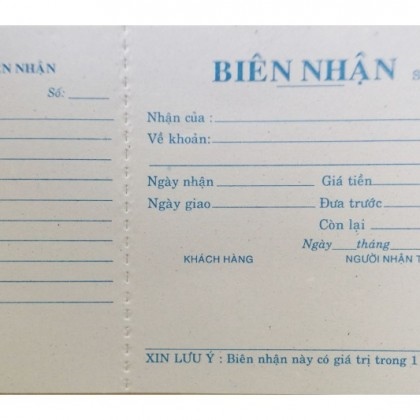 ÊN NHẬN
Số:
BIÊN NHẬN S
Nhận của :
Về khoản:
Ngày nhận Giá tiền
Ngày giao Đưa trước
Còn lại
Ngày tháng
KHÁCH HÀNG NGƯỜI NHẬN T
XIN LƯU Ý : Biên nhận này có giá trị trong 1